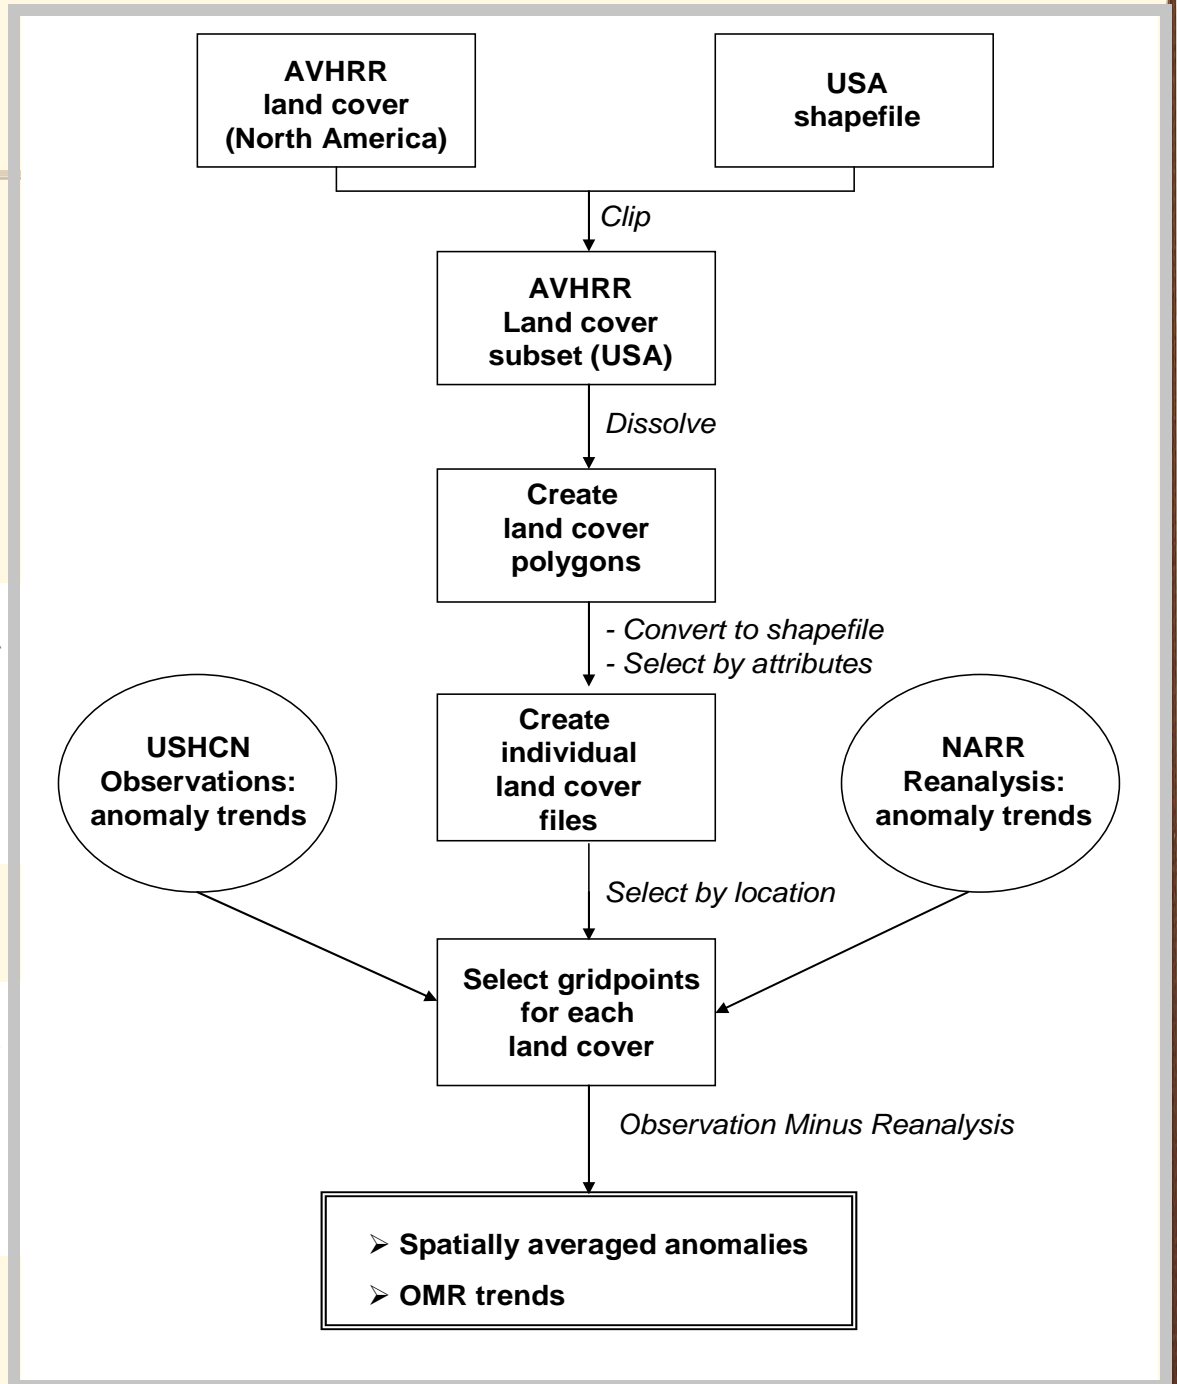 AVHRR
land cover
(North America)
USA
shapefile
Clip
AVHRR
Land cover
subset (USA)
Dissolve
Create
land cover
polygons
- Convert to shapefile
- Select by attributes
USHCN
Observations:
anomaly trends
Create
individual
land cover
files
NARR
Reanalysis:
anomaly trends
Select by location
Select gridpoints
for each
land cover
Observation Minus Reanalysis
➢ Spatially averaged anomalies
➢ OMR trends